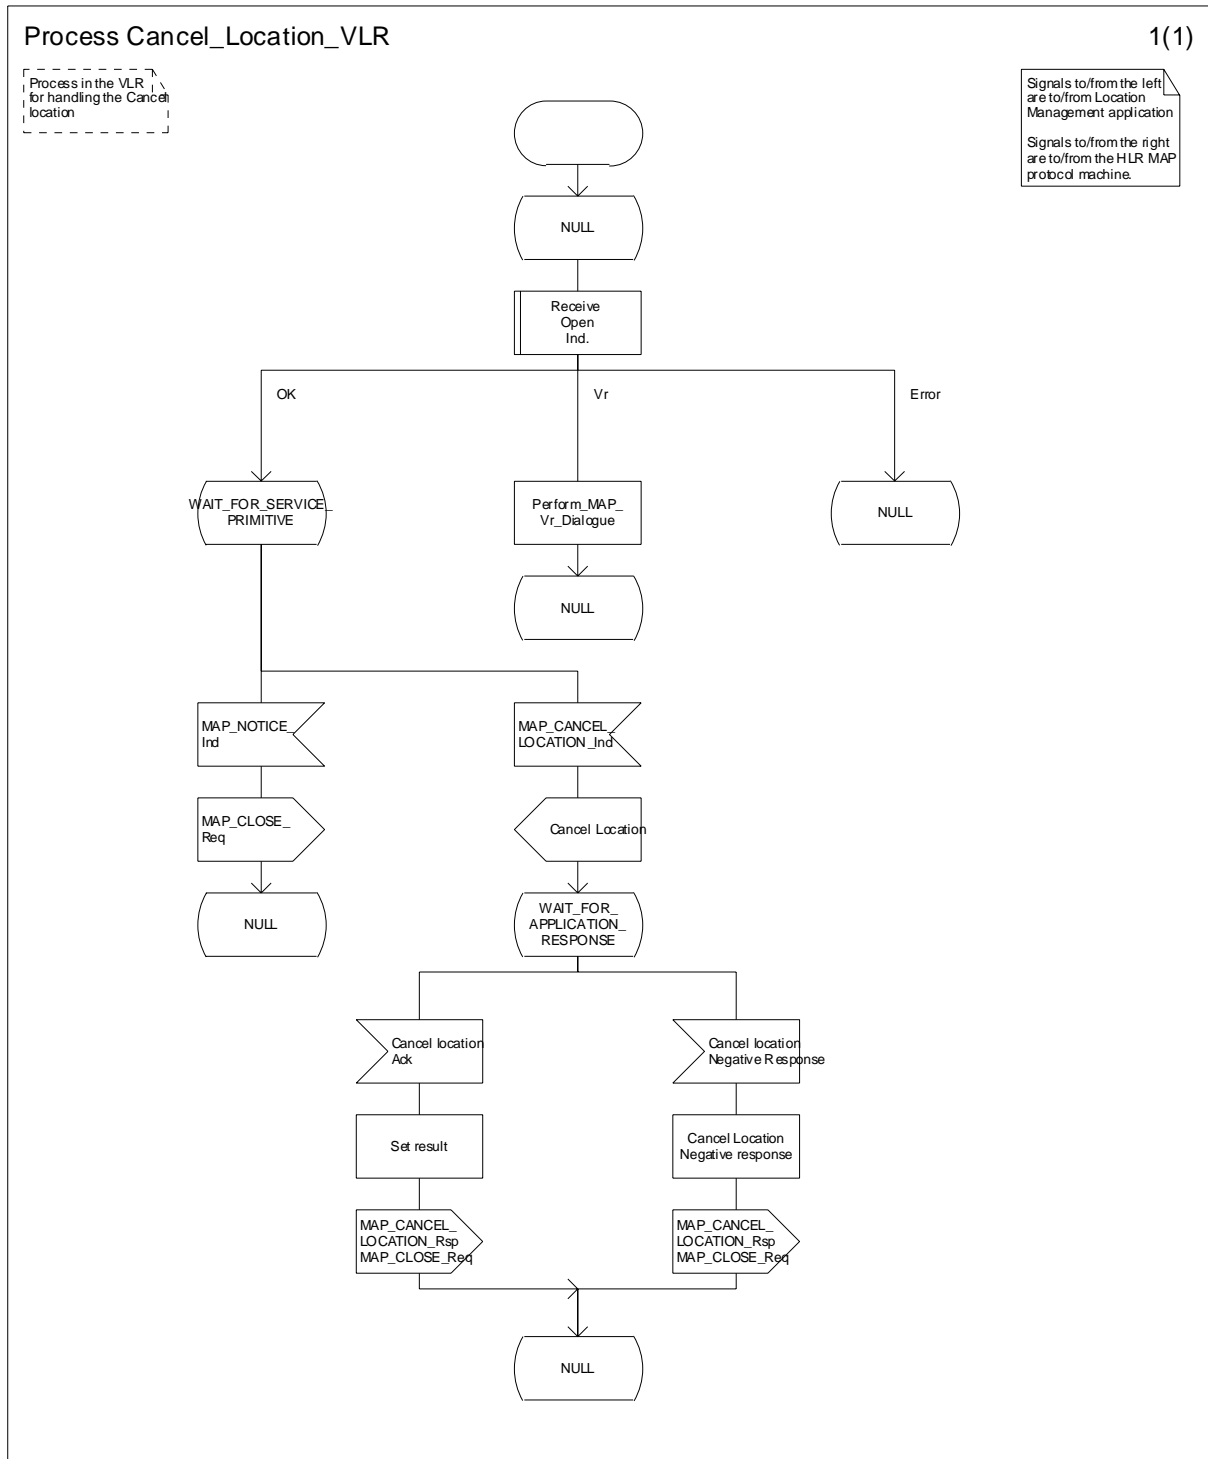 Process Cancel_Location_VLR
1(1)
Process in the VLR
for handling the Cancel
location
Signals to/from the left
are to/from Location
Management application
Signals to/from the right
are to/from the HLR MAP
protocol machine.
NULL
Receive
Open
Ind.
OK
Vr
Error
WAIT_FOR_SERVICE_
PRIMITIVE
Perform_MAP_
Vr_Dialogue
NULL
NULL
MAP_NOTICE_
Ind
MAP_CANCEL_
LOCATION_Ind
MAP_CLOSE_
Req
Cancel Location
NULL
WAIT_FOR_
APPLICATION_
RESPONSE
Cancel location
Ack
Cancel location
Negative Response
Set result
Cancel Location
Negative response
MAP_CANCEL_
LOCATION_Rsp
MAP_CLOSE_Req
MAP_CANCEL_
LOCATION_Rsp
MAP_CLOSE_Req
NULL